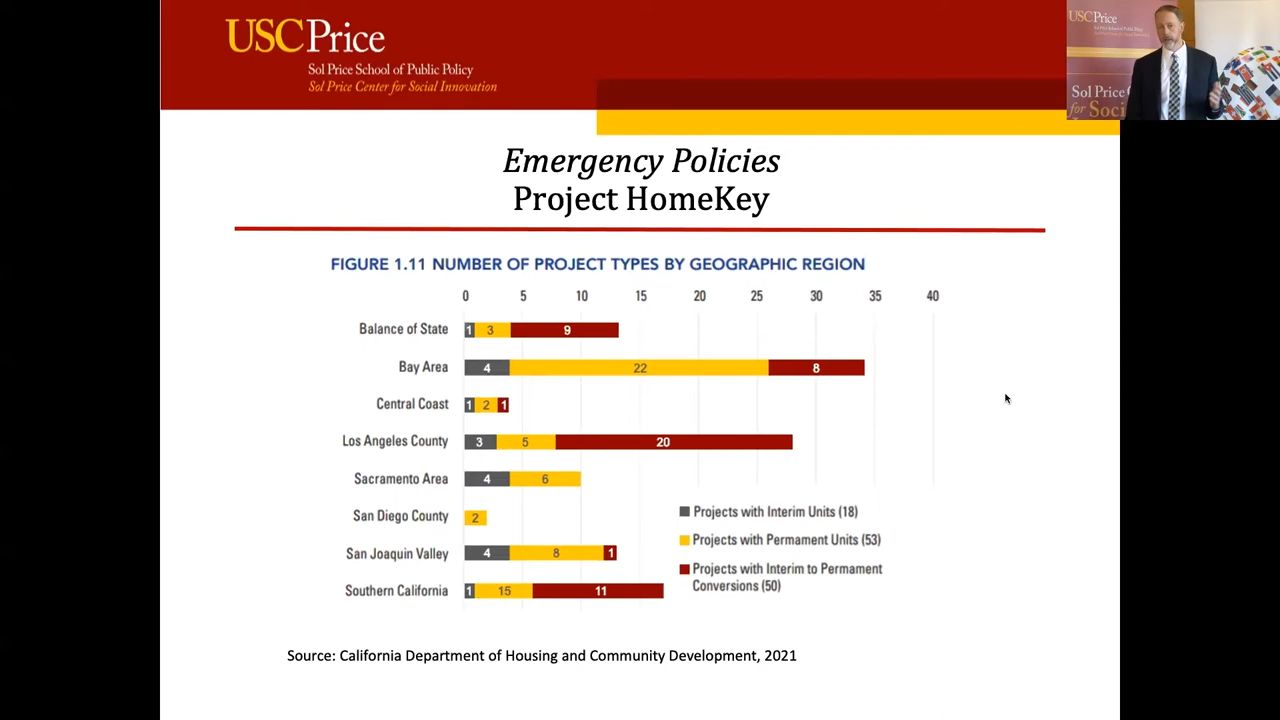 USCPrice
Sol Price School of Public Policy
Sol Price Center for Social Innovation
USCPrice
Sol Price
for Soci
Emergency Policies
Project HomeKey
FIGURE 1.11 NUMBER OF PROJECT TYPES BY GEOGRAPHIC REGION
0 5 10 15 20 25 30 35 40
Balance of State 1 3 9
Bay Area 4 22 8
Central Coast 1 2 1
Los Angeles County 3 5 20
Sacramento Area 4 6
San Diego County 2
San Joaquin Valley 4 8 1
Southern California 1 15 11
Projects with Interim Units (18)
Projects with Permament Units (53)
Projects with Interim to Permament
Conversions (50)
Source: California Department of Housing and Community Development, 2021